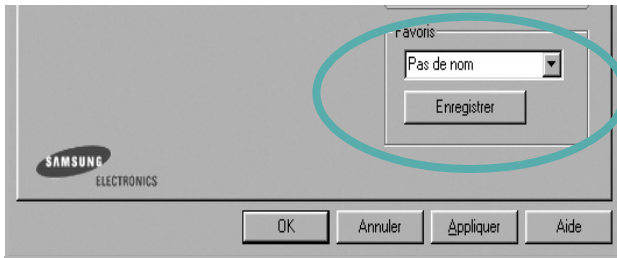 Favoris
Pas de nom
Enregistrer
SAMSUNG
ELECTRONICS
OK Annuler Appliquer Aide